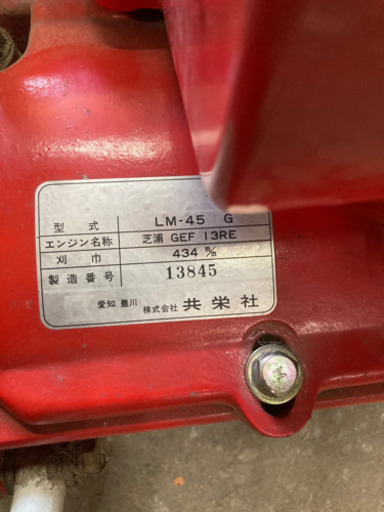 型式 LM-45 G
エンジン名称 芝浦 GEF 13RE
刈巾 434 m/m
製造番号 13845
愛知 豊川 株式会社 共栄社